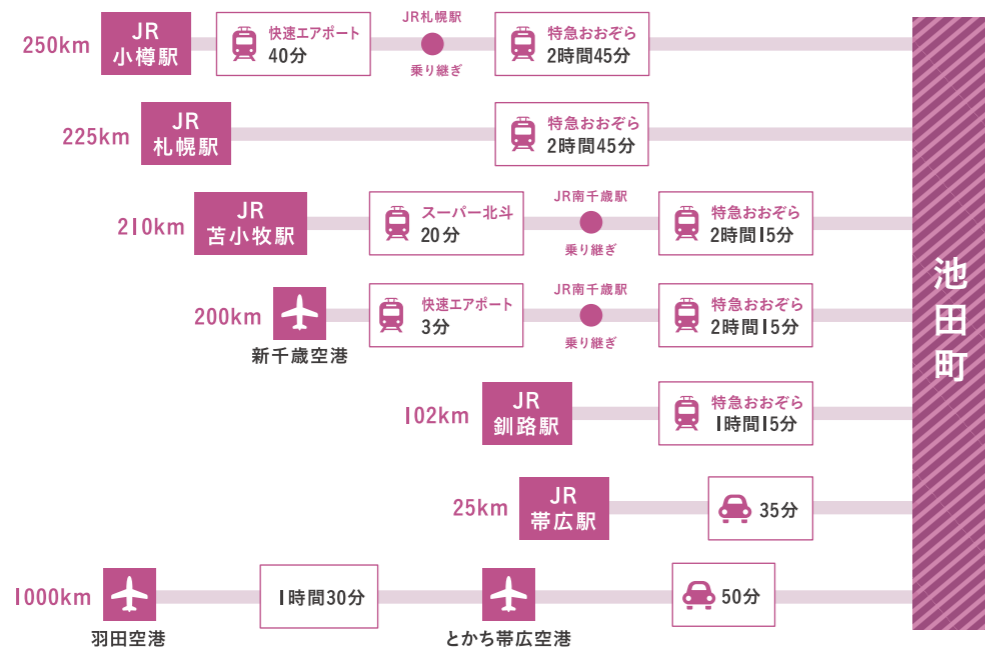 250km
JR
小樽駅
快速エアポート
40分
JR札幌駅
乗り継ぎ
特急おおぞら
2時間45分
225km
JR
札幌駅
特急おおぞら
2時間45分
210km
JR
苫小牧駅
スーパー北斗
20分
JR南千歳駅
乗り継ぎ
特急おおぞら
2時間15分
200km
新千歳空港
快速エアポート
3分
JR南千歳駅
乗り継ぎ
特急おおぞら
2時間15分
102km
JR
釧路駅
特急おおぞら
1時間15分
25km
JR
帯広駅
35分
1000km
羽田空港
1時間30分
とかち帯広空港
50分
池田町